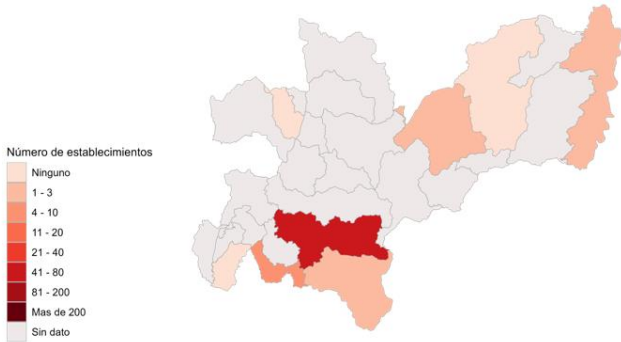 Número de establecimientos
Ninguno
1 - 3
4 - 10
11 - 20
21 - 40
41 - 80
81 - 200
Mas de 200
Sin dato